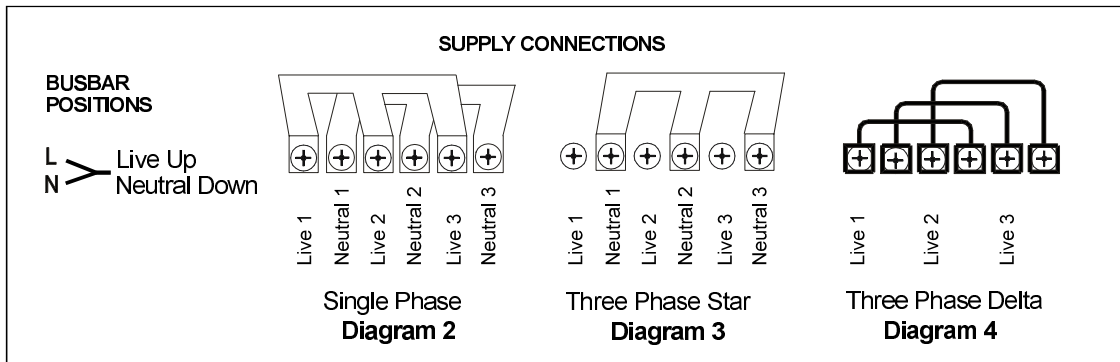 SUPPLY CONNECTIONS
BUSBAR
POSITIONS
L
N
Live Up
Neutral Down
Live 1
Neutral 1
Live 2
Neutral 2
Live 3
Neutral 3
Single Phase
Diagram 2
Live 1
Neutral 1
Live 2
Neutral 2
Live 3
Neutral 3
Three Phase Star
Diagram 3
Live 1
Live 2
Live 3
Three Phase Delta
Diagram 4